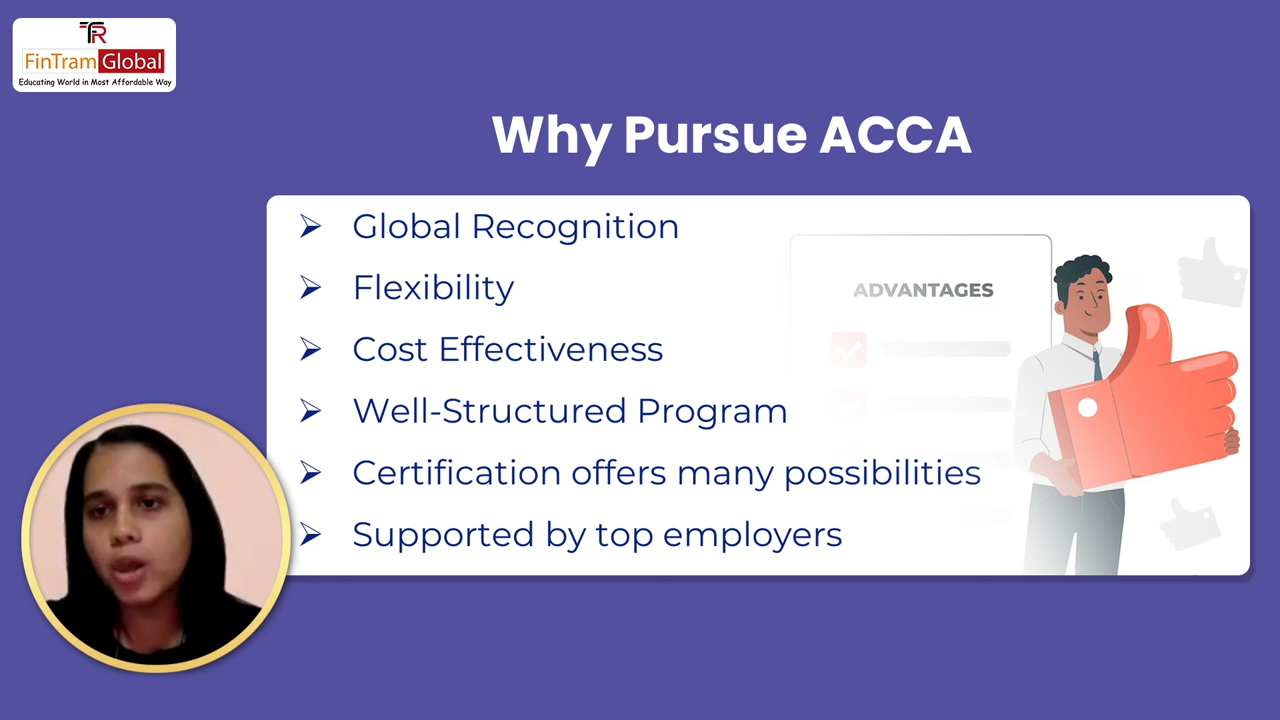 TR
FinTram Global
Educating World in Most Affordable Way
Why Pursue ACCA
Global Recognition
Flexibility
Cost Effectiveness
Well-Structured Program
Certification offers many possibilities
Supported by top employers
ADVANTAGES